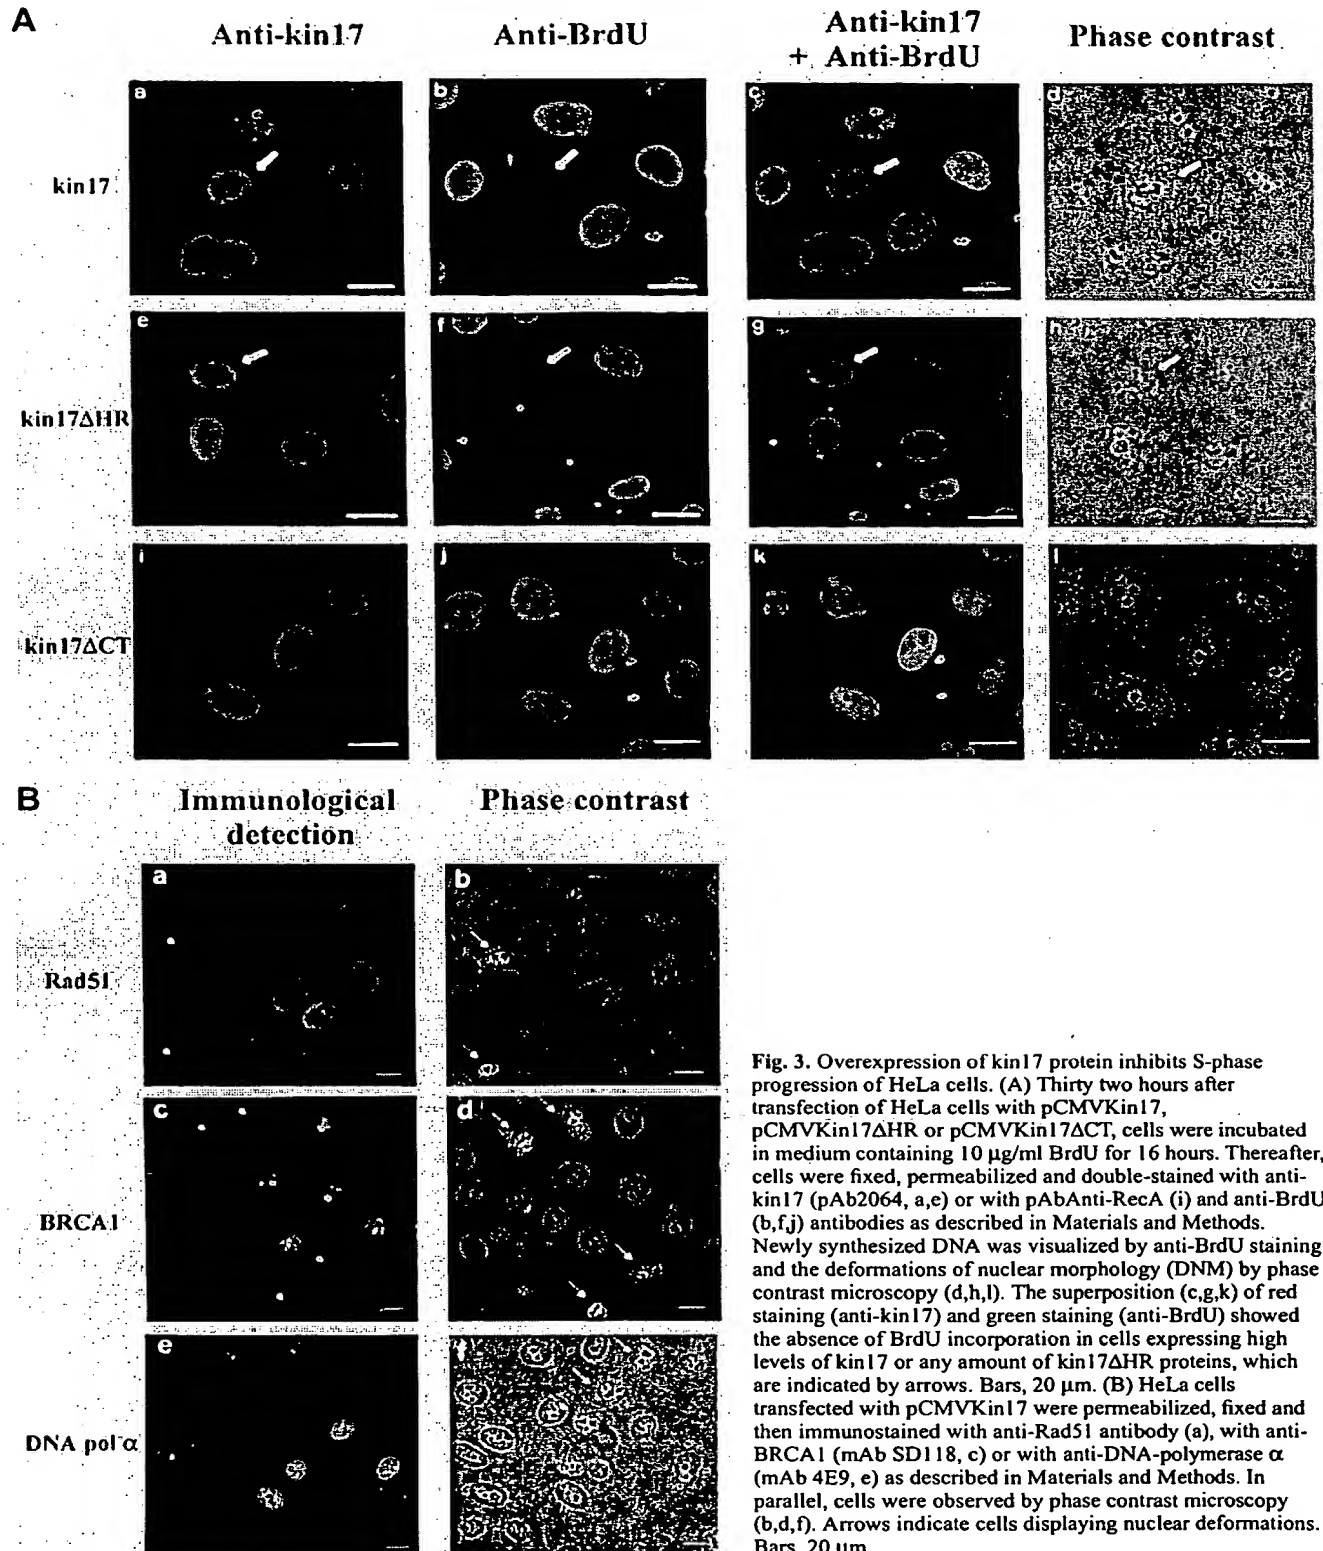 A
Anti-kin17
Anti-BrdU
Anti-kin17
+ Anti-BrdU
Phase contrast
kin17
a
b
c
d
kin17ΔHR
e
f
g
h
kin17ΔCT
i
j
k
l
B
Immunological
detection
Phase contrast
Rad51
a
b
BRCA1
c
d
DNA pol α
e
f
Fig. 3. Overexpression of kin17 protein inhibits S-phase
progression of HeLa cells. (A) Thirty two hours after
transfection of HeLa cells with pCMVKin17,
pCMVKin17ΔHR or pCMVKin17ΔCT, cells were incubated
in medium containing 10 µg/ml BrdU for 16 hours. Thereafter,
cells were fixed, permeabilized and double-stained with anti-
kin17 (pAb2064, a,e) or with pAbAnti-RecA (i) and anti-BrdU
(b,f,j) antibodies as described in Materials and Methods.
Newly synthesized DNA was visualized by anti-BrdU staining
and the deformations of nuclear morphology (DNM) by phase
contrast microscopy (d,h,l). The superposition (c,g,k) of red
staining (anti-kin17) and green staining (anti-BrdU) showed
the absence of BrdU incorporation in cells expressing high
levels of kin17 or any amount of kin17ΔHR proteins, which
are indicated by arrows. Bars, 20 µm. (B) HeLa cells
transfected with pCMVKin17 were permeabilized, fixed and
then immunostained with anti-Rad51 antibody (a), with anti-
BRCA1 (mAb SD118, c) or with anti-DNA-polymerase α
(mAb 4E9, e) as described in Materials and Methods. In
parallel, cells were observed by phase contrast microscopy
(b,d,f). Arrows indicate cells displaying nuclear deformations.
Bars, 20 µm